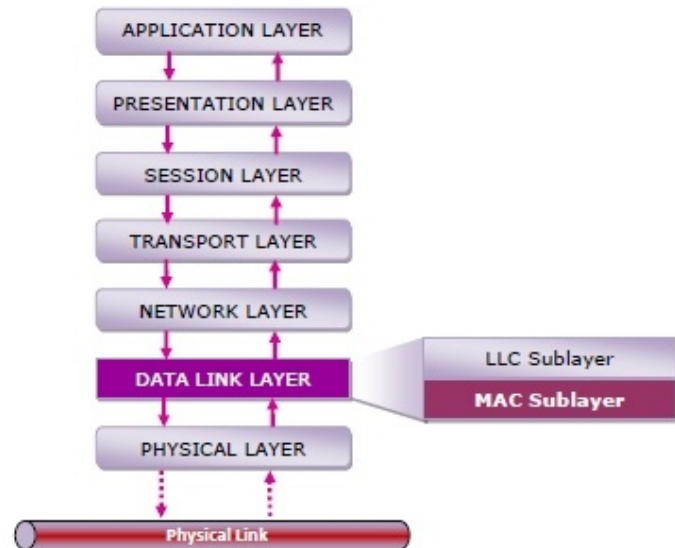 APPLICATION LAYER
PRESENTATION LAYER
SESSION LAYER
TRANSPORT LAYER
NETWORK LAYER
DATA LINK LAYER
LLC Sublayer
MAC Sublayer
PHYSICAL LAYER
Physical Link